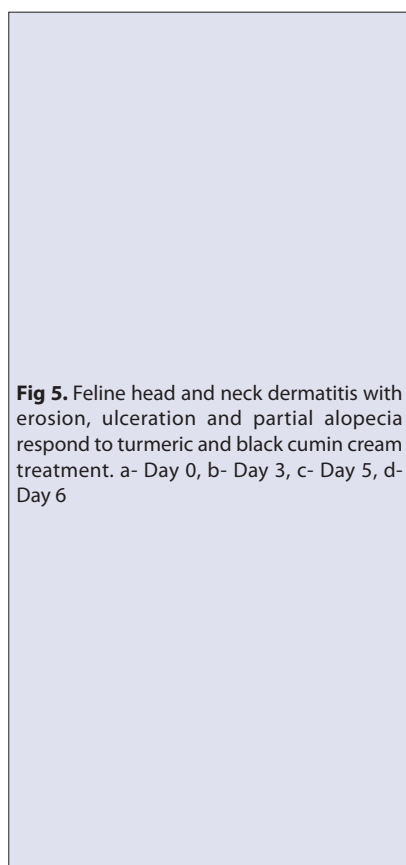 Fig 5. Feline head and neck dermatitis with
erosion, ulceration and partial alopecia
respond to turmeric and black cumin cream
treatment. a- Day 0, b- Day 3, c- Day 5, d-
Day 6